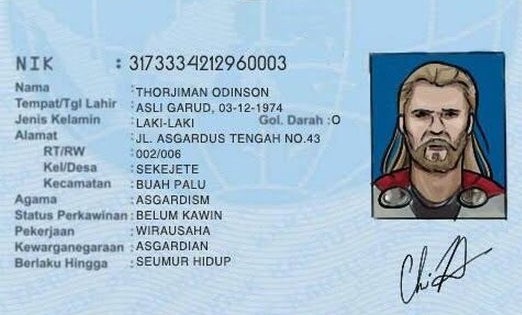 NIK : 3173334212960003
Nama : THORJIMAN ODINSON
Tempat/Tgl Lahir : ASLI GARUD, 03-12-1974
Jenis Kelamin : LAKI-LAKI Gol. Darah :O
Alamat : JL. ASGARDUS TENGAH NO.43
RT/RW : 002/006
Kel/Desa : SEKEJETE
Kecamatan : BUAH PALU
Agama : ASGARDISM
Status Perkawinan : BELUM KAWIN
Pekerjaan : WIRAUSAHA
Kewarganegaraan : ASGARDIAN
Berlaku Hingga : SEUMUR HIDUP